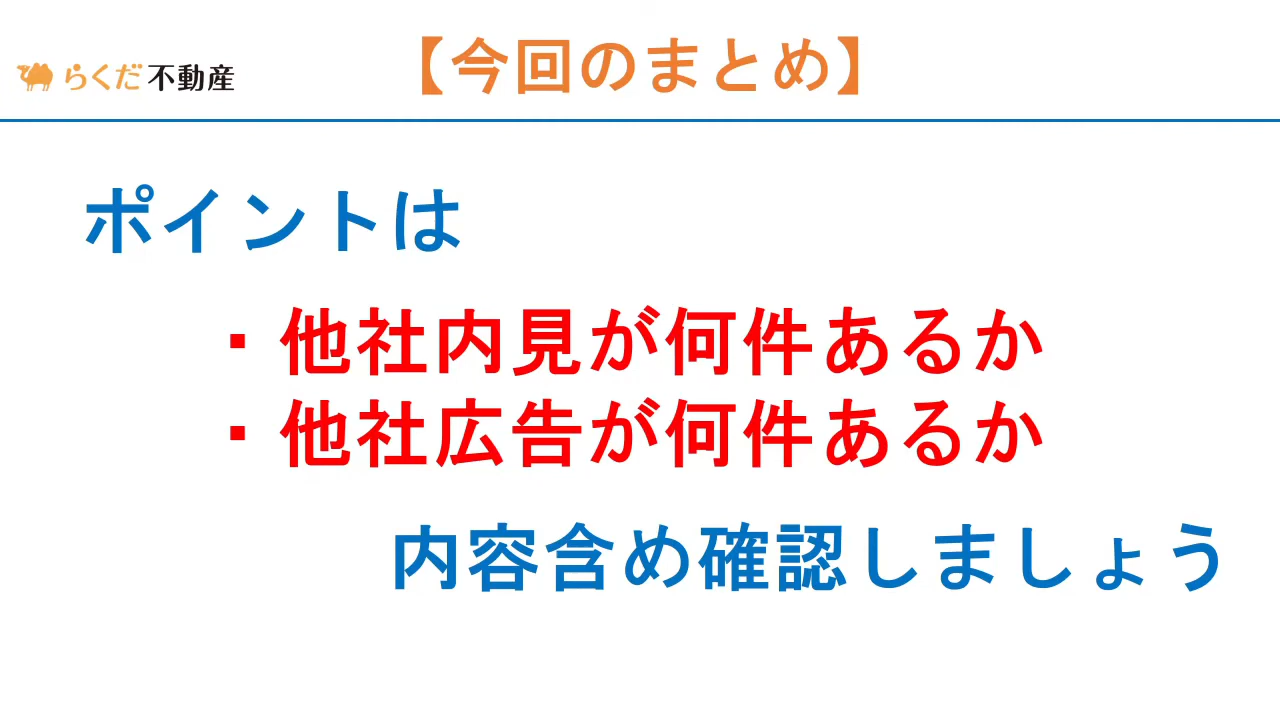 らくだ不動産
【今回のまとめ】
ポイントは
・他社内見が何件あるか
・他社広告が何件あるか
内容含め確認しましょう